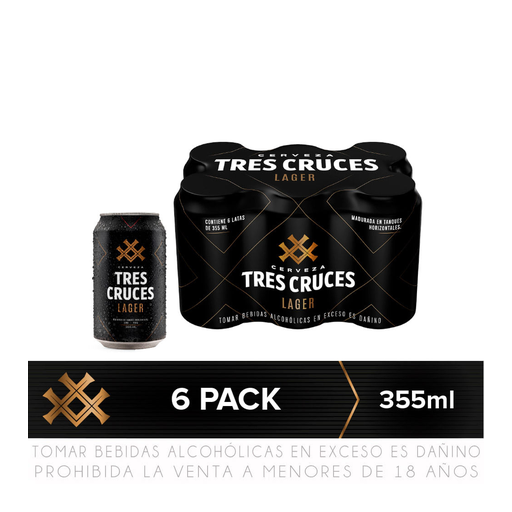 CERVEZA
TRES CRUCES
LAGER
CONTIENE 6 LATAS
DE 355 ML
MADURADA EN TANQUES
HORIZONTALES.
CERVEZA
TRES CRUCES
LAGER
TOMAR BEBIDAS ALCOHÓLICAS EN EXCESO ES DAÑINO
CERVEZA
TRES
CRUCES
LAGER
6 PACK
355ml
TOMAR BEBIDAS ALCOHÓLICAS EN EXCESO ES DAÑINO
PROHIBIDA LA VENTA A MENORES DE 18 AÑOS